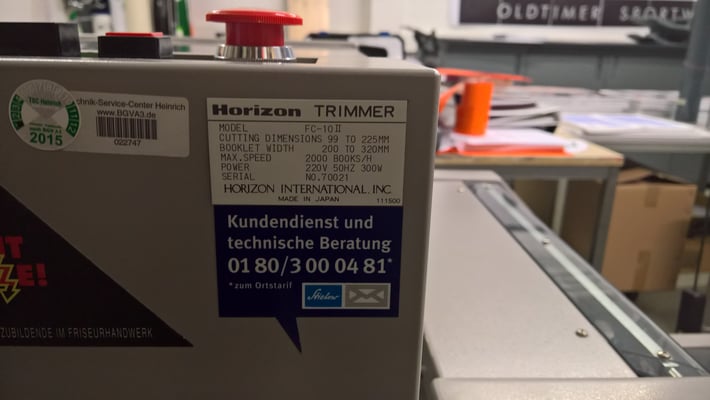 OLDTIMER SPORTW
TSC Heinrich
2015
chnik-Service-Center Heinrich
www.BGVA3.de
022747
Horizon TRIMMER
MODEL FC-10II
CUTTING DIMENSIONS 99 TO 225MM
BOOKLET WIDTH 200 TO 320MM
MAX.SPEED 2000 BOOKS/H
POWER 220V 50HZ 300W
SERIAL NO.70021
HORIZON INTERNATIONAL, INC.
MADE IN JAPAN 111500
Kundendienst und
technische Beratung
01 80/3 00 04 81*
*zum Ortstarif
Stielow
ZUBILDENDE IM FRISEURHANDWERK